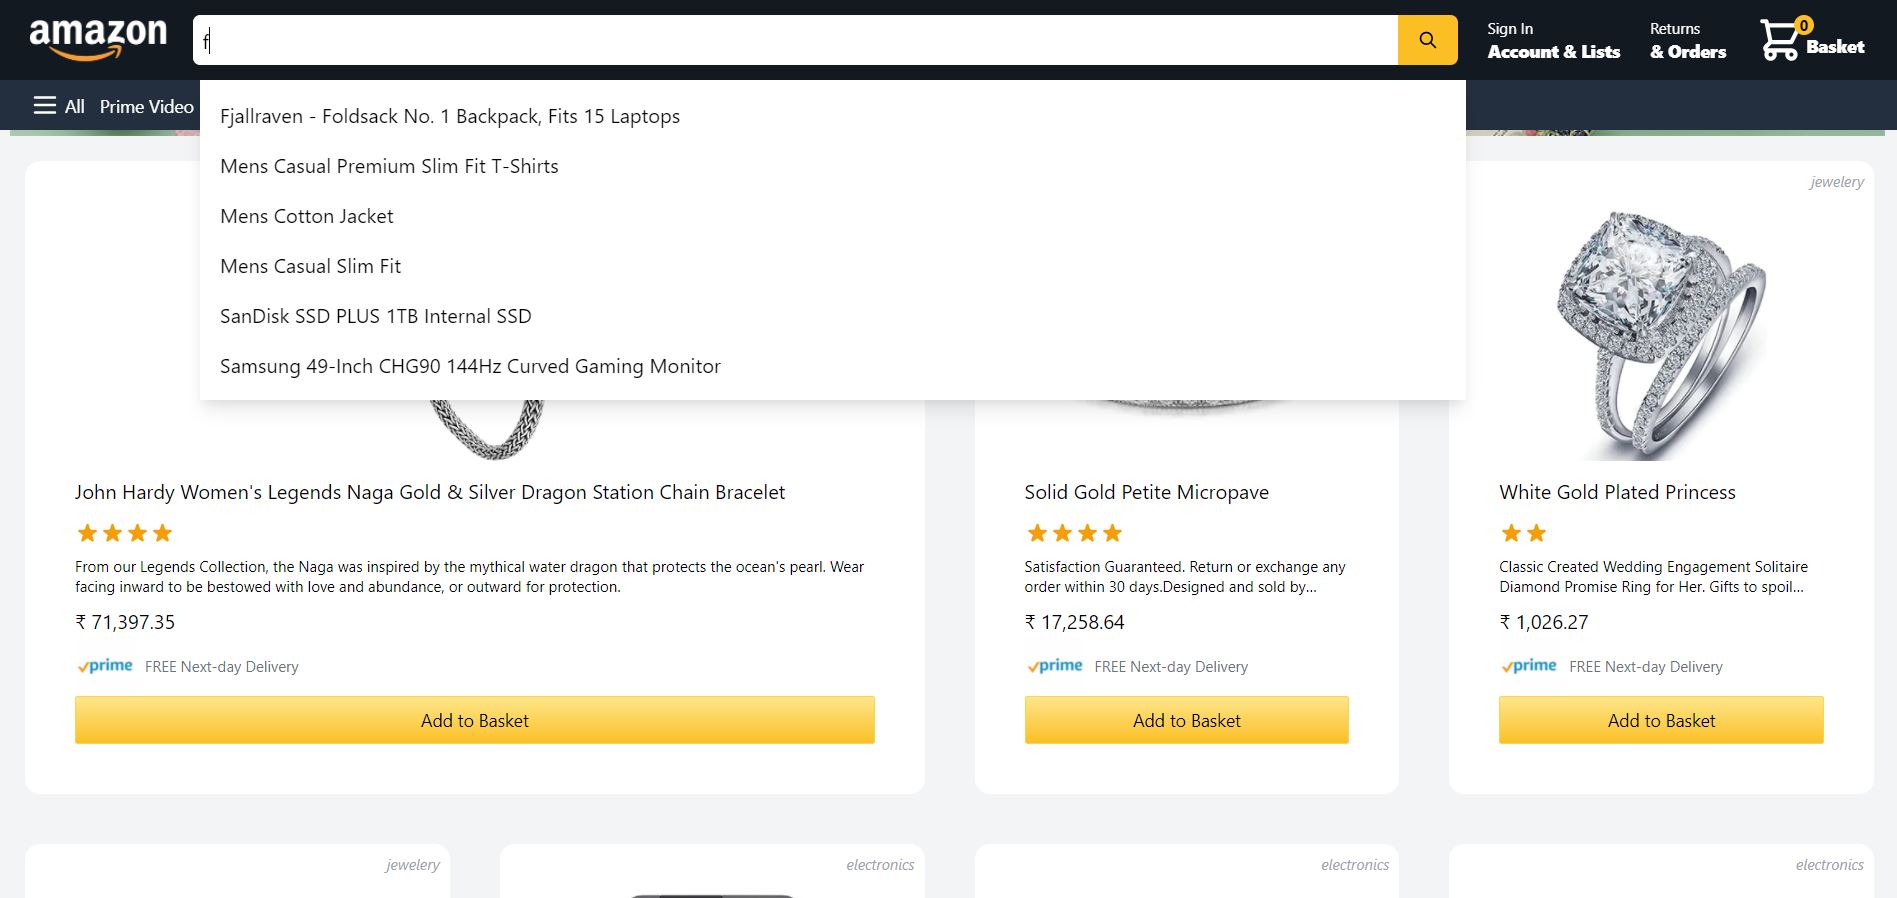 amazon
f
Sign In
Account & Lists
Returns
& Orders
0
Basket
All
Prime Video
Fjallraven - Foldsack No. 1 Backpack, Fits 15 Laptops
Mens Casual Premium Slim Fit T-Shirts
Mens Cotton Jacket
Mens Casual Slim Fit
SanDisk SSD PLUS 1TB Internal SSD
Samsung 49-Inch CHG90 144Hz Curved Gaming Monitor
jewelery
John Hardy Women's Legends Naga Gold & Silver Dragon Station Chain Bracelet
From our Legends Collection, the Naga was inspired by the mythical water dragon that protects the ocean's pearl. Wear
facing inward to be bestowed with love and abundance, or outward for protection.
₹ 71,397.35
prime FREE Next-day Delivery
Add to Basket
Solid Gold Petite Micropave
Satisfaction Guaranteed. Return or exchange any
order within 30 days.Designed and sold by...
₹ 17,258.64
prime FREE Next-day Delivery
Add to Basket
White Gold Plated Princess
Classic Created Wedding Engagement Solitaire
Diamond Promise Ring for Her. Gifts to spoil...
₹ 1,026.27
prime FREE Next-day Delivery
Add to Basket
jewelery
electronics
electronics
electronics